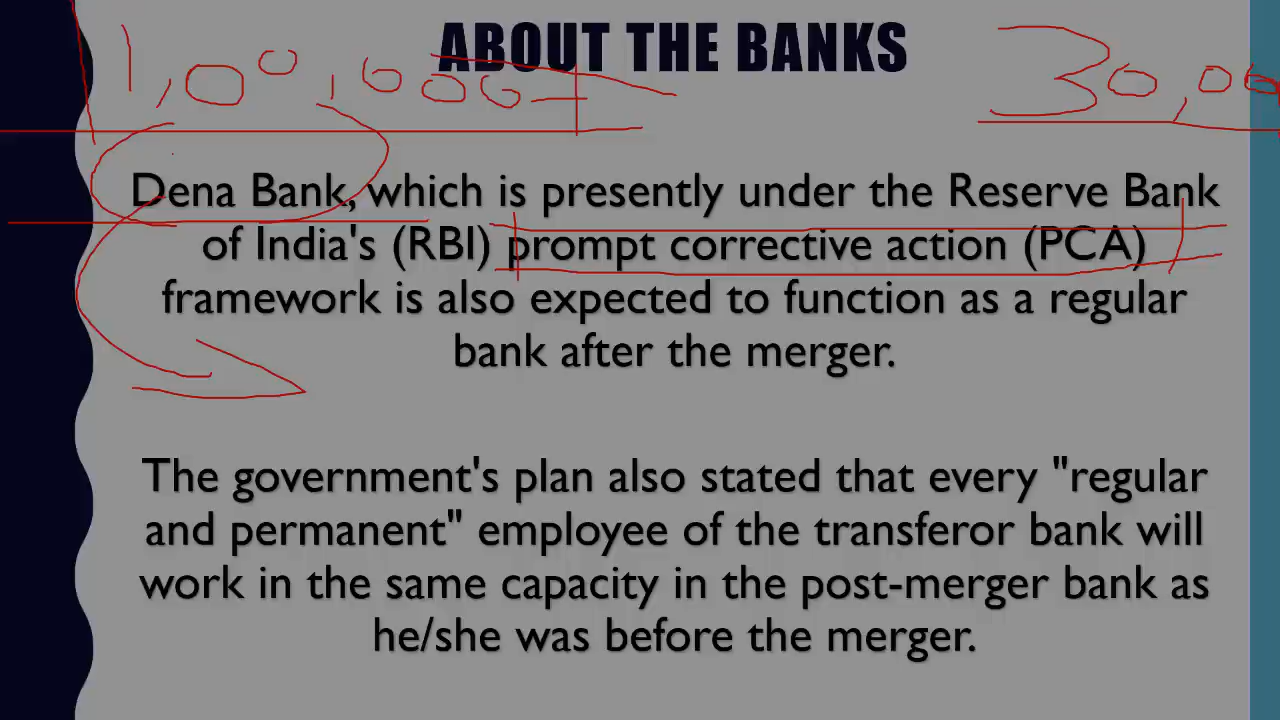 ABOUT THE BANKS
1,00,000+
Dena Bank, which is presently under the Reserve Bank
of India's (RBI) prompt corrective action (PCA)
framework is also expected to function as a regular
bank after the merger.
The government's plan also stated that every "regular
and permanent" employee of the transferor bank will
work in the same capacity in the post-merger bank as
he/she was before the merger.